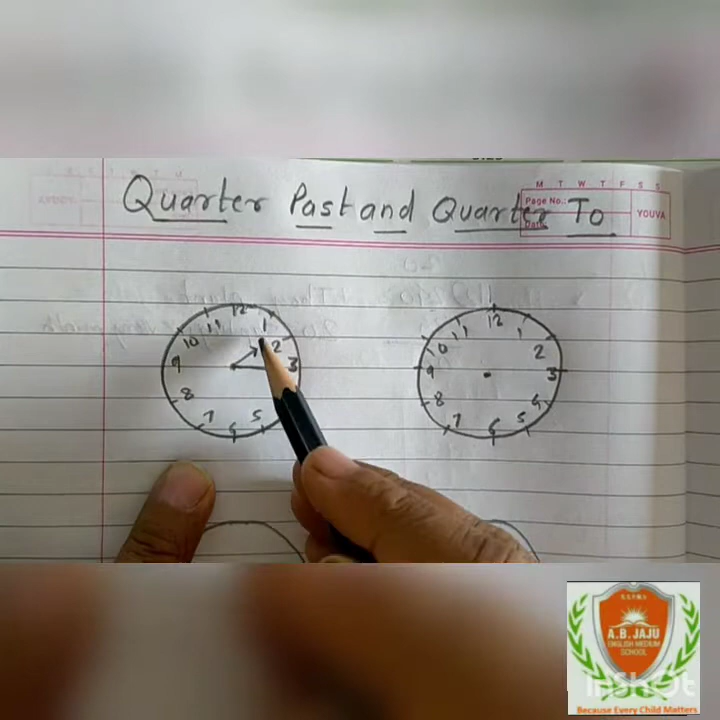 M T W T F S S
Page No.:
Date:
YOUVA
Quarter Past and Quarter To
12
11 1
10 2
9 3
8
7 5
6
12
11 1
10 2
9 3
8 4
7 5
6
A.B. JAJU
ENGLISH MEDIUM
SCHOOL
InShOt
Because Every Child Matters